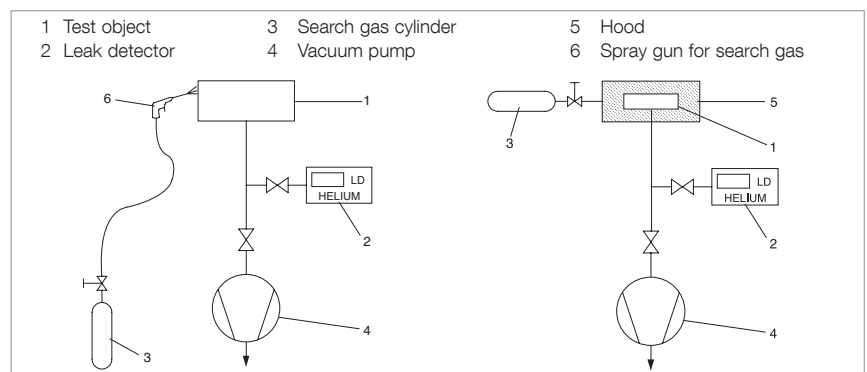 1 Test object 3 Search gas cylinder 5 Hood
2 Leak detector 4 Vacuum pump 6 Spray gun for search gas
6
1
LD
HELIUM
2
4
3
3
5
1
LD
HELIUM
2
4